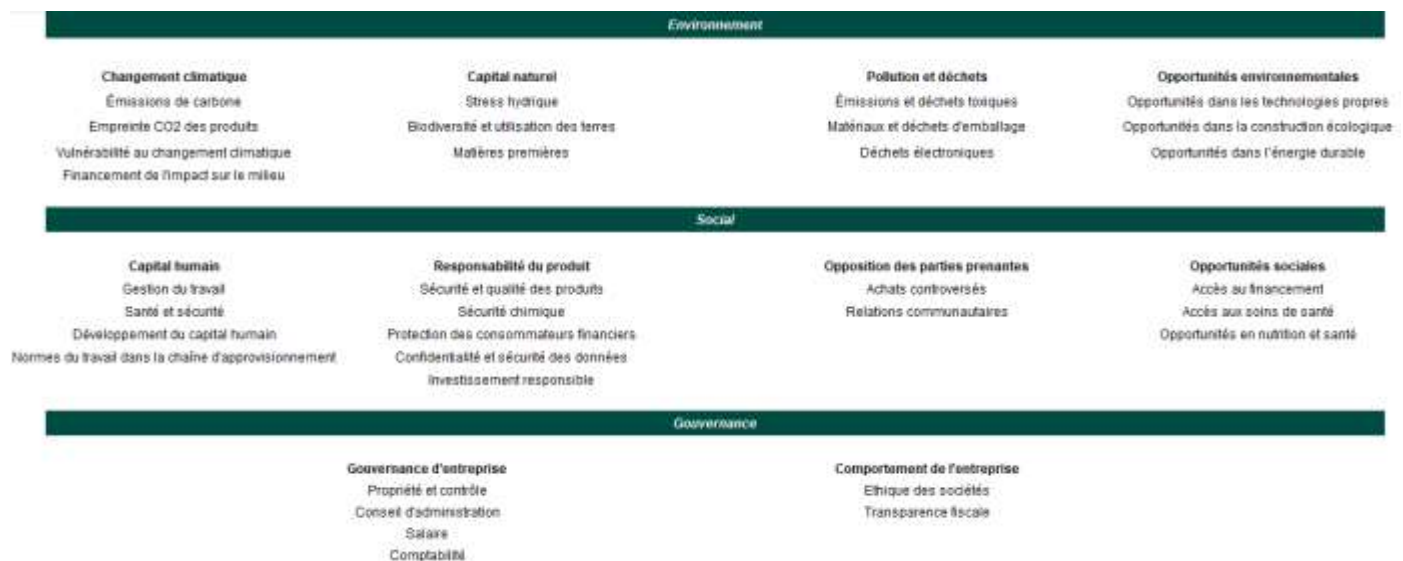 Environnement
Changement climatique
Émissions de carbone
Empreinte CO2 des produits
Vulnérabilité au changement climatique
Financement de l'impact sur le milieu
Capital naturel
Stress hydrique
Biodiversité et utilisation des terres
Matières premières
Pollution et déchets
Émissions et déchets toxiques
Matériaux et déchets d'emballage
Déchets électroniques
Opportunités environnementales
Opportunités dans les technologies propres
Opportunités dans la construction écologique
Opportunités dans l'énergie durable
Social
Capital humain
Gestion du travail
Santé et sécurité
Développement du capital humain
Normes du travail dans la chaîne d'approvisionnement
Responsabilité du produit
Sécurité et qualité des produits
Sécurité chimique
Protection des consommateurs financiers
Confidentialité et sécurité des données
Investissement responsible
Opposition des parties prenantes
Achats controversés
Relations communautaires
Opportunités sociales
Accès au financement
Accès aux soins de santé
Opportunités en nutrition et santé
Gouvernance
Gouvernance d'entreprise
Propriété et contrôle
Conseil d'administration
Salaire
Comptabilité
Comportement de l'entreprise
Ethique des sociétés
Transparence fiscale